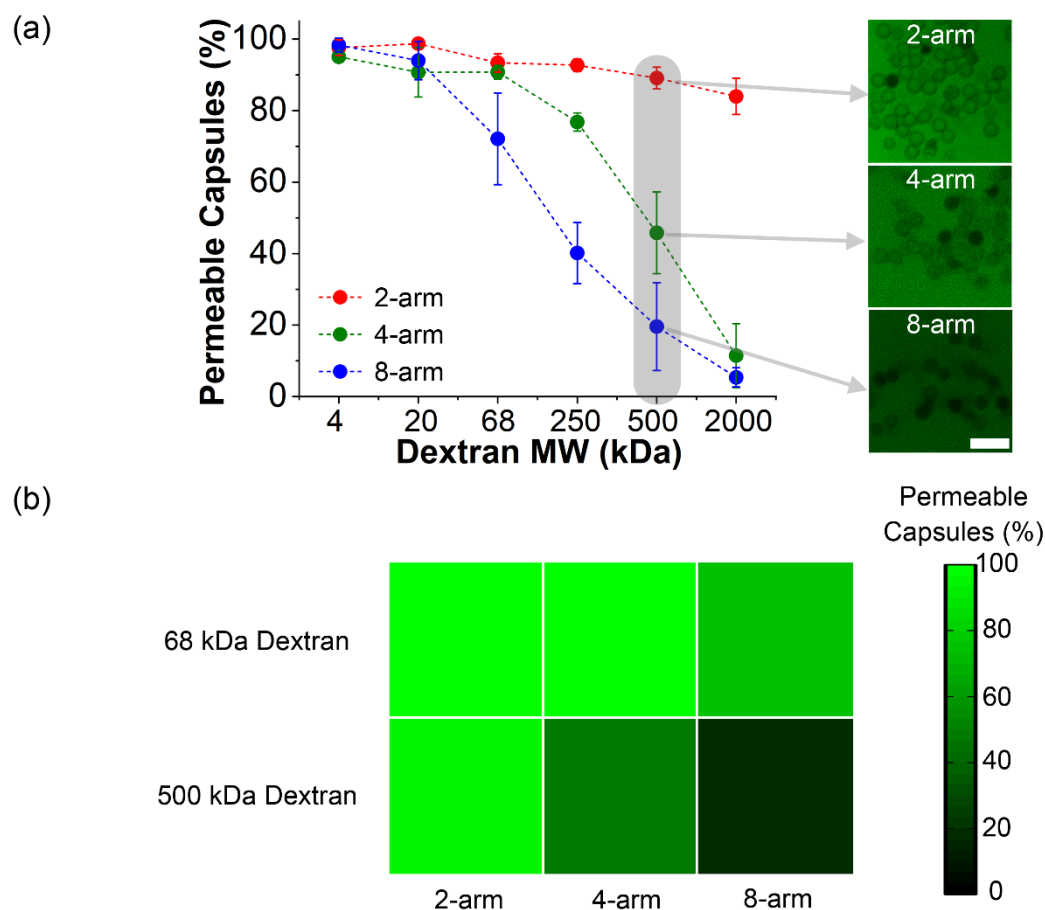 (a)
100
80
60
40
20
0
Permeable Capsules (%)
2-arm
4-arm
8-arm
4 20 68 250 500 2000
Dextran MW (kDa)
2-arm
4-arm
8-arm
(b)
Permeable
Capsules (%)
100
80
60
40
20
0
68 kDa Dextran
500 kDa Dextran
2-arm 4-arm 8-arm